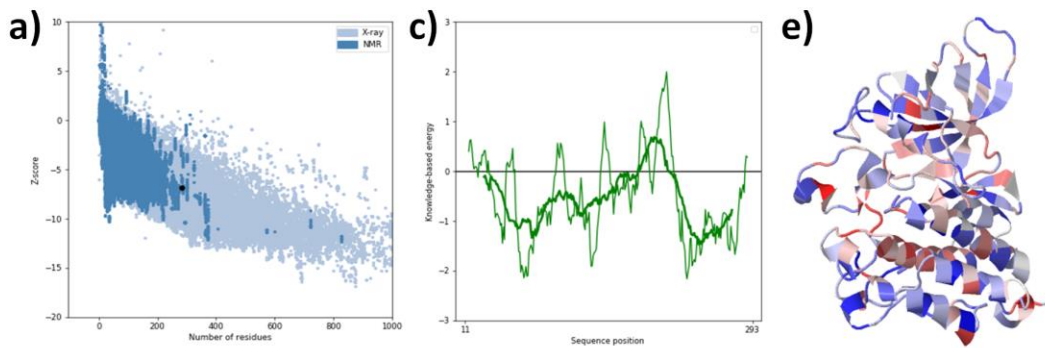 a)
10
5
0
−5
−10
−15
−20
Z-score
0
200
400
600
800
1000
Number of residues
X-ray
NMR
c)
3
2
1
0
−1
−2
−3
Knowledge-based energy
11
293
Sequence position
e)